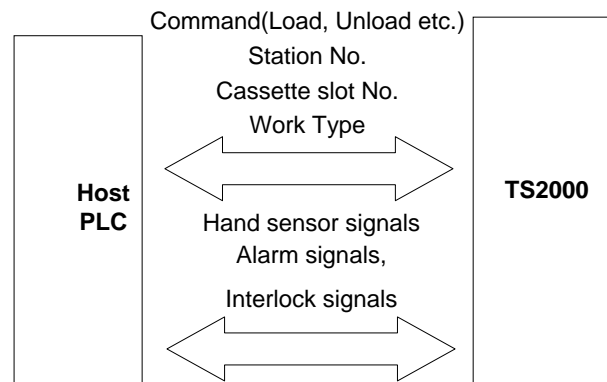 Command(Load, Unload etc.)
Station No.
Cassette slot No.
Work Type
Host
PLC
TS2000
Hand sensor signals
Alarm signals,
Interlock signals